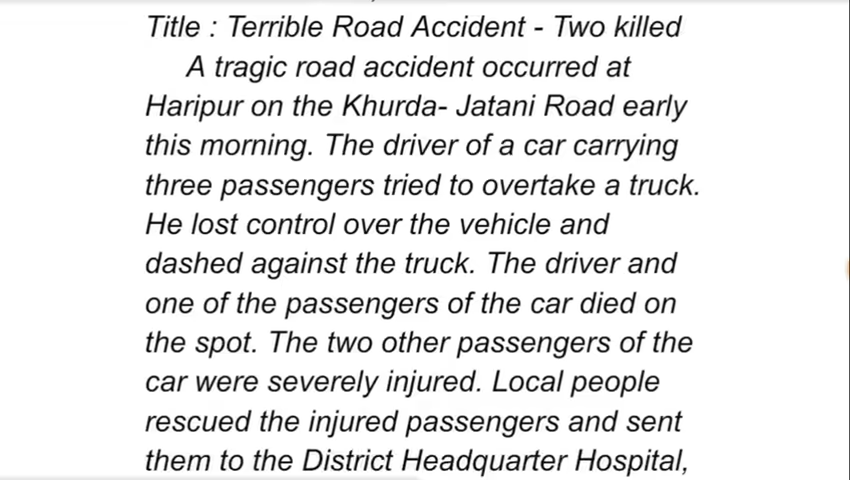 Title : Terrible Road Accident - Two killed
A tragic road accident occurred at
Haripur on the Khurda- Jatani Road early
this morning. The driver of a car carrying
three passengers tried to overtake a truck.
He lost control over the vehicle and
dashed against the truck. The driver and
one of the passengers of the car died on
the spot. The two other passengers of the
car were severely injured. Local people
rescued the injured passengers and sent
them to the District Headquarter Hospital,